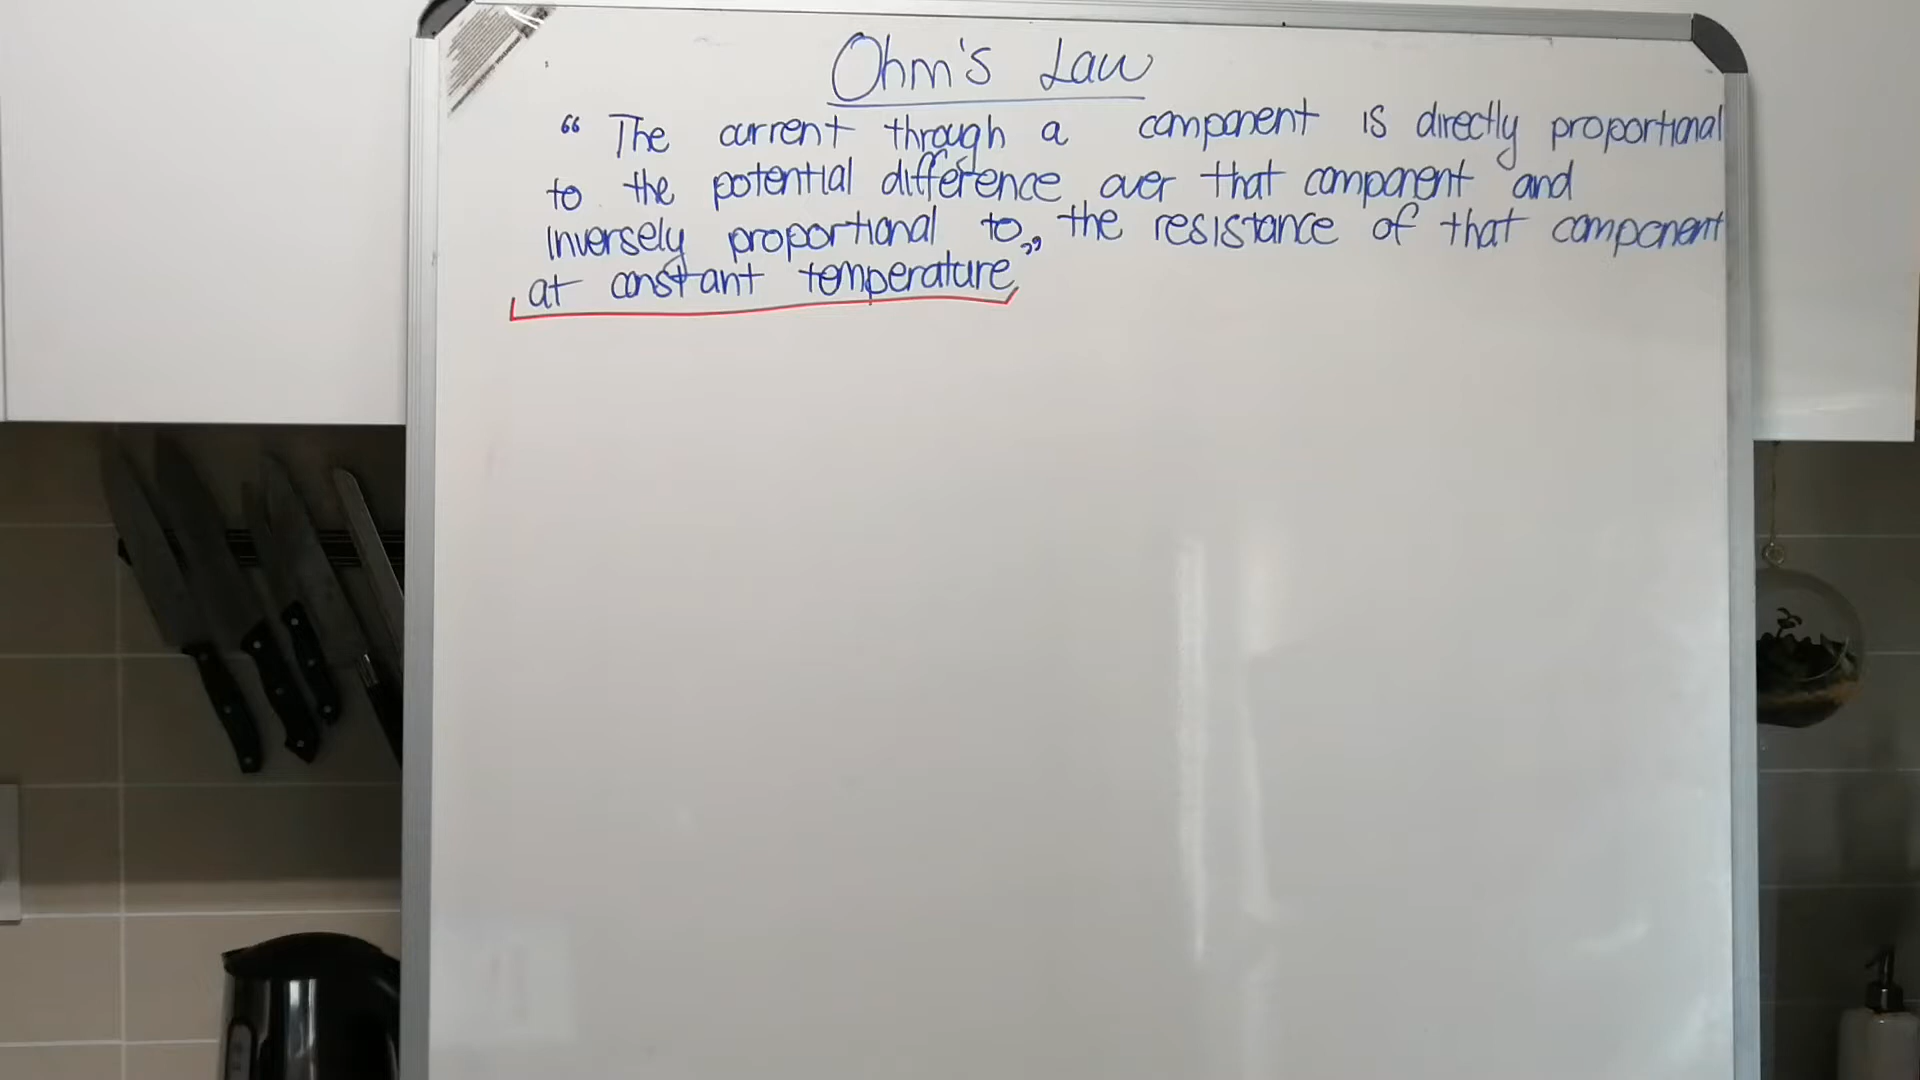 Ohm's Law
“ The current through a component is directly proportional
to the potential difference over that component and
inversely proportional to the resistance of that component
at constant temperature”